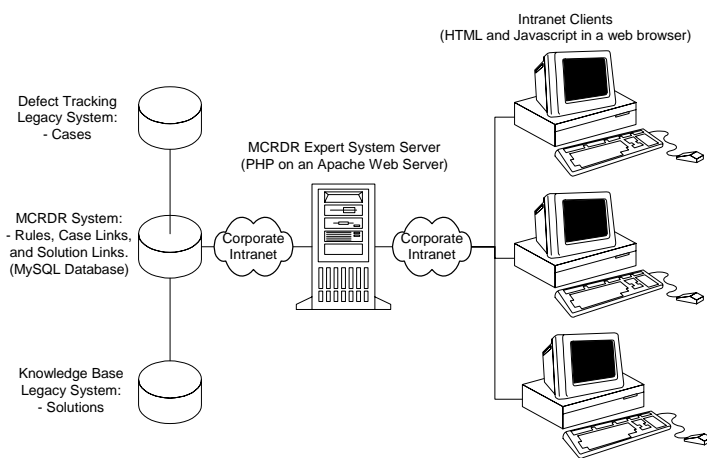 Intranet Clients
(HTML and Javascript in a web browser)
Defect Tracking
Legacy System:
- Cases
MCRDR Expert System Server
(PHP on an Apache Web Server)
MCRDR System:
- Rules, Case Links,
and Solution Links.
(MySQL Database)
Corporate
Intranet
Corporate
Intranet
Knowledge Base
Legacy System:
- Solutions